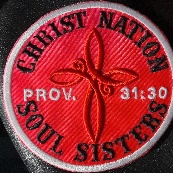 CHRIST NATION
PROV. 31:30
SOUL SISTERS